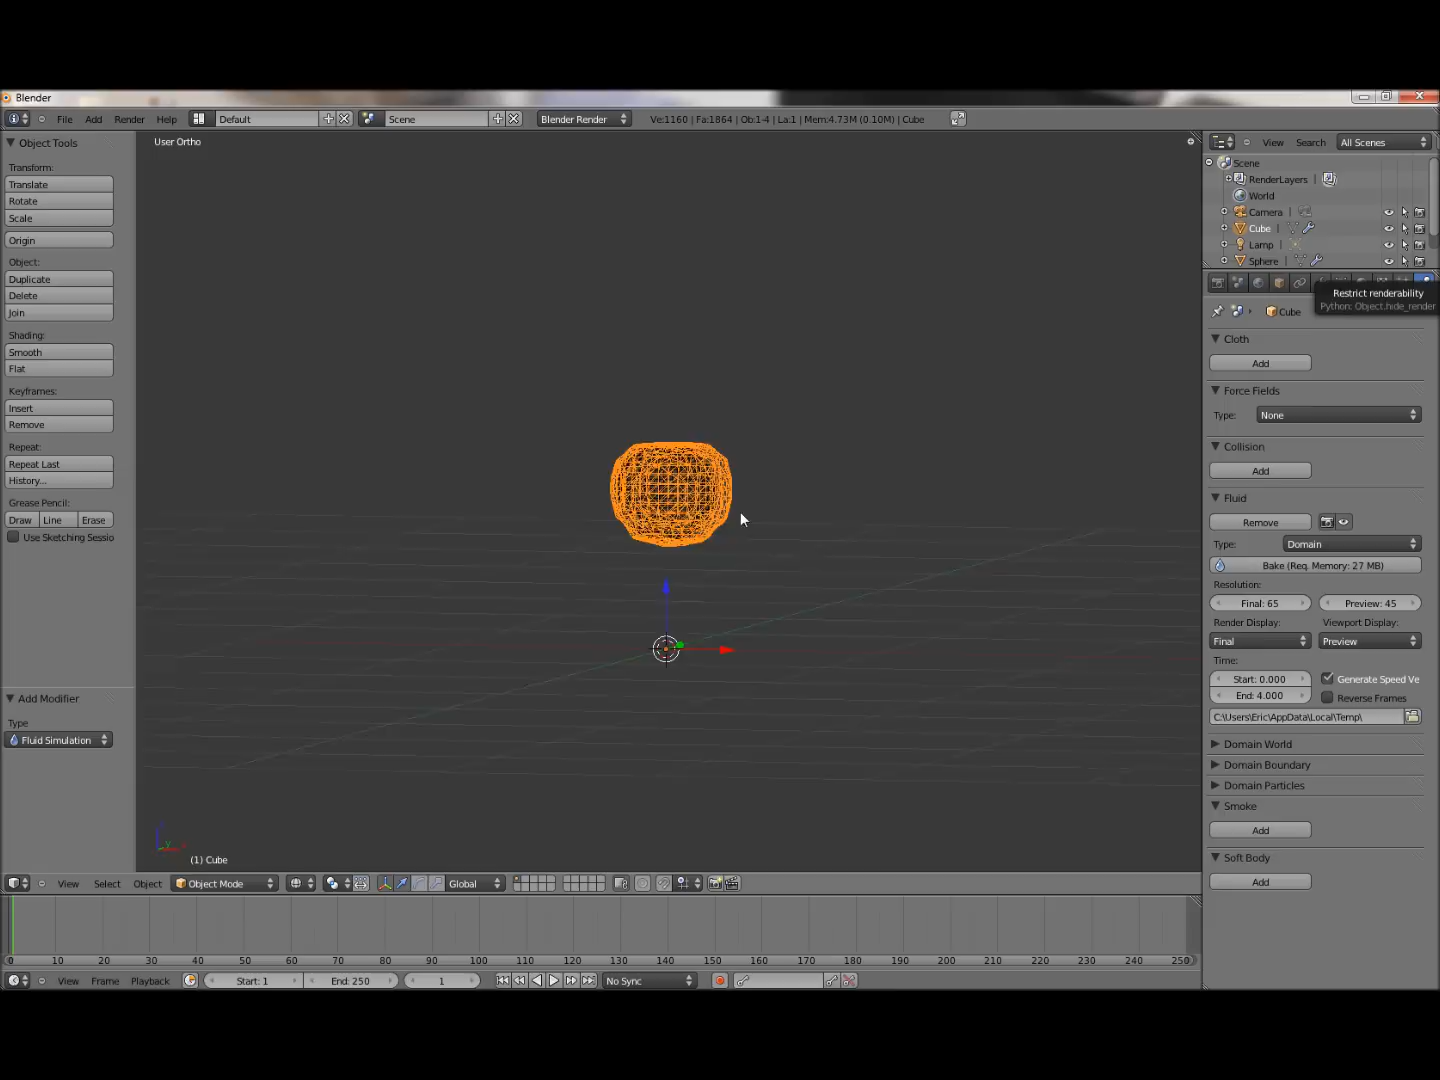 Blender
File Add Render Help Default Scene Blender Render Ve:1160 | Fa:1864 | Ob:1-4 | La:1 | Mem:4.73M (0.10M) | Cube
Object Tools
Transform:
Translate
Rotate
Scale
Origin
Object:
Duplicate
Delete
Join
Shading:
Smooth
Flat
Keyframes:
Insert
Remove
Repeat:
Repeat Last
History...
Grease Pencil:
Draw Line Erase
Use Sketching Sessio
Add Modifier
Type
Fluid Simulation
User Ortho
(1) Cube
View Select Object Object Mode Global
0 10 20 30 40 50 60 70 80 90 100 110 120 130 140 150 160 170 180 190 200 210 220 230 240 250
View Frame Playback Start: 1 End: 250 1 No Sync
View Search All Scenes
Scene
RenderLayers
World
Camera
Cube
Lamp
Sphere
Restrict renderability
Python: Object.hide_render
Cube
Cloth
Add
Force Fields
Type: None
Collision
Add
Fluid
Remove
Type: Domain
Bake (Req. Memory: 27 MB)
Resolution:
Final: 65 Preview: 45
Render Display: Viewport Display:
Final Preview
Time:
Start: 0.000 Generate Speed Ve
End: 4.000 Reverse Frames
C:\Users\Eric\AppData\Local\Temp\
Domain World
Domain Boundary
Domain Particles
Smoke
Add
Soft Body
Add